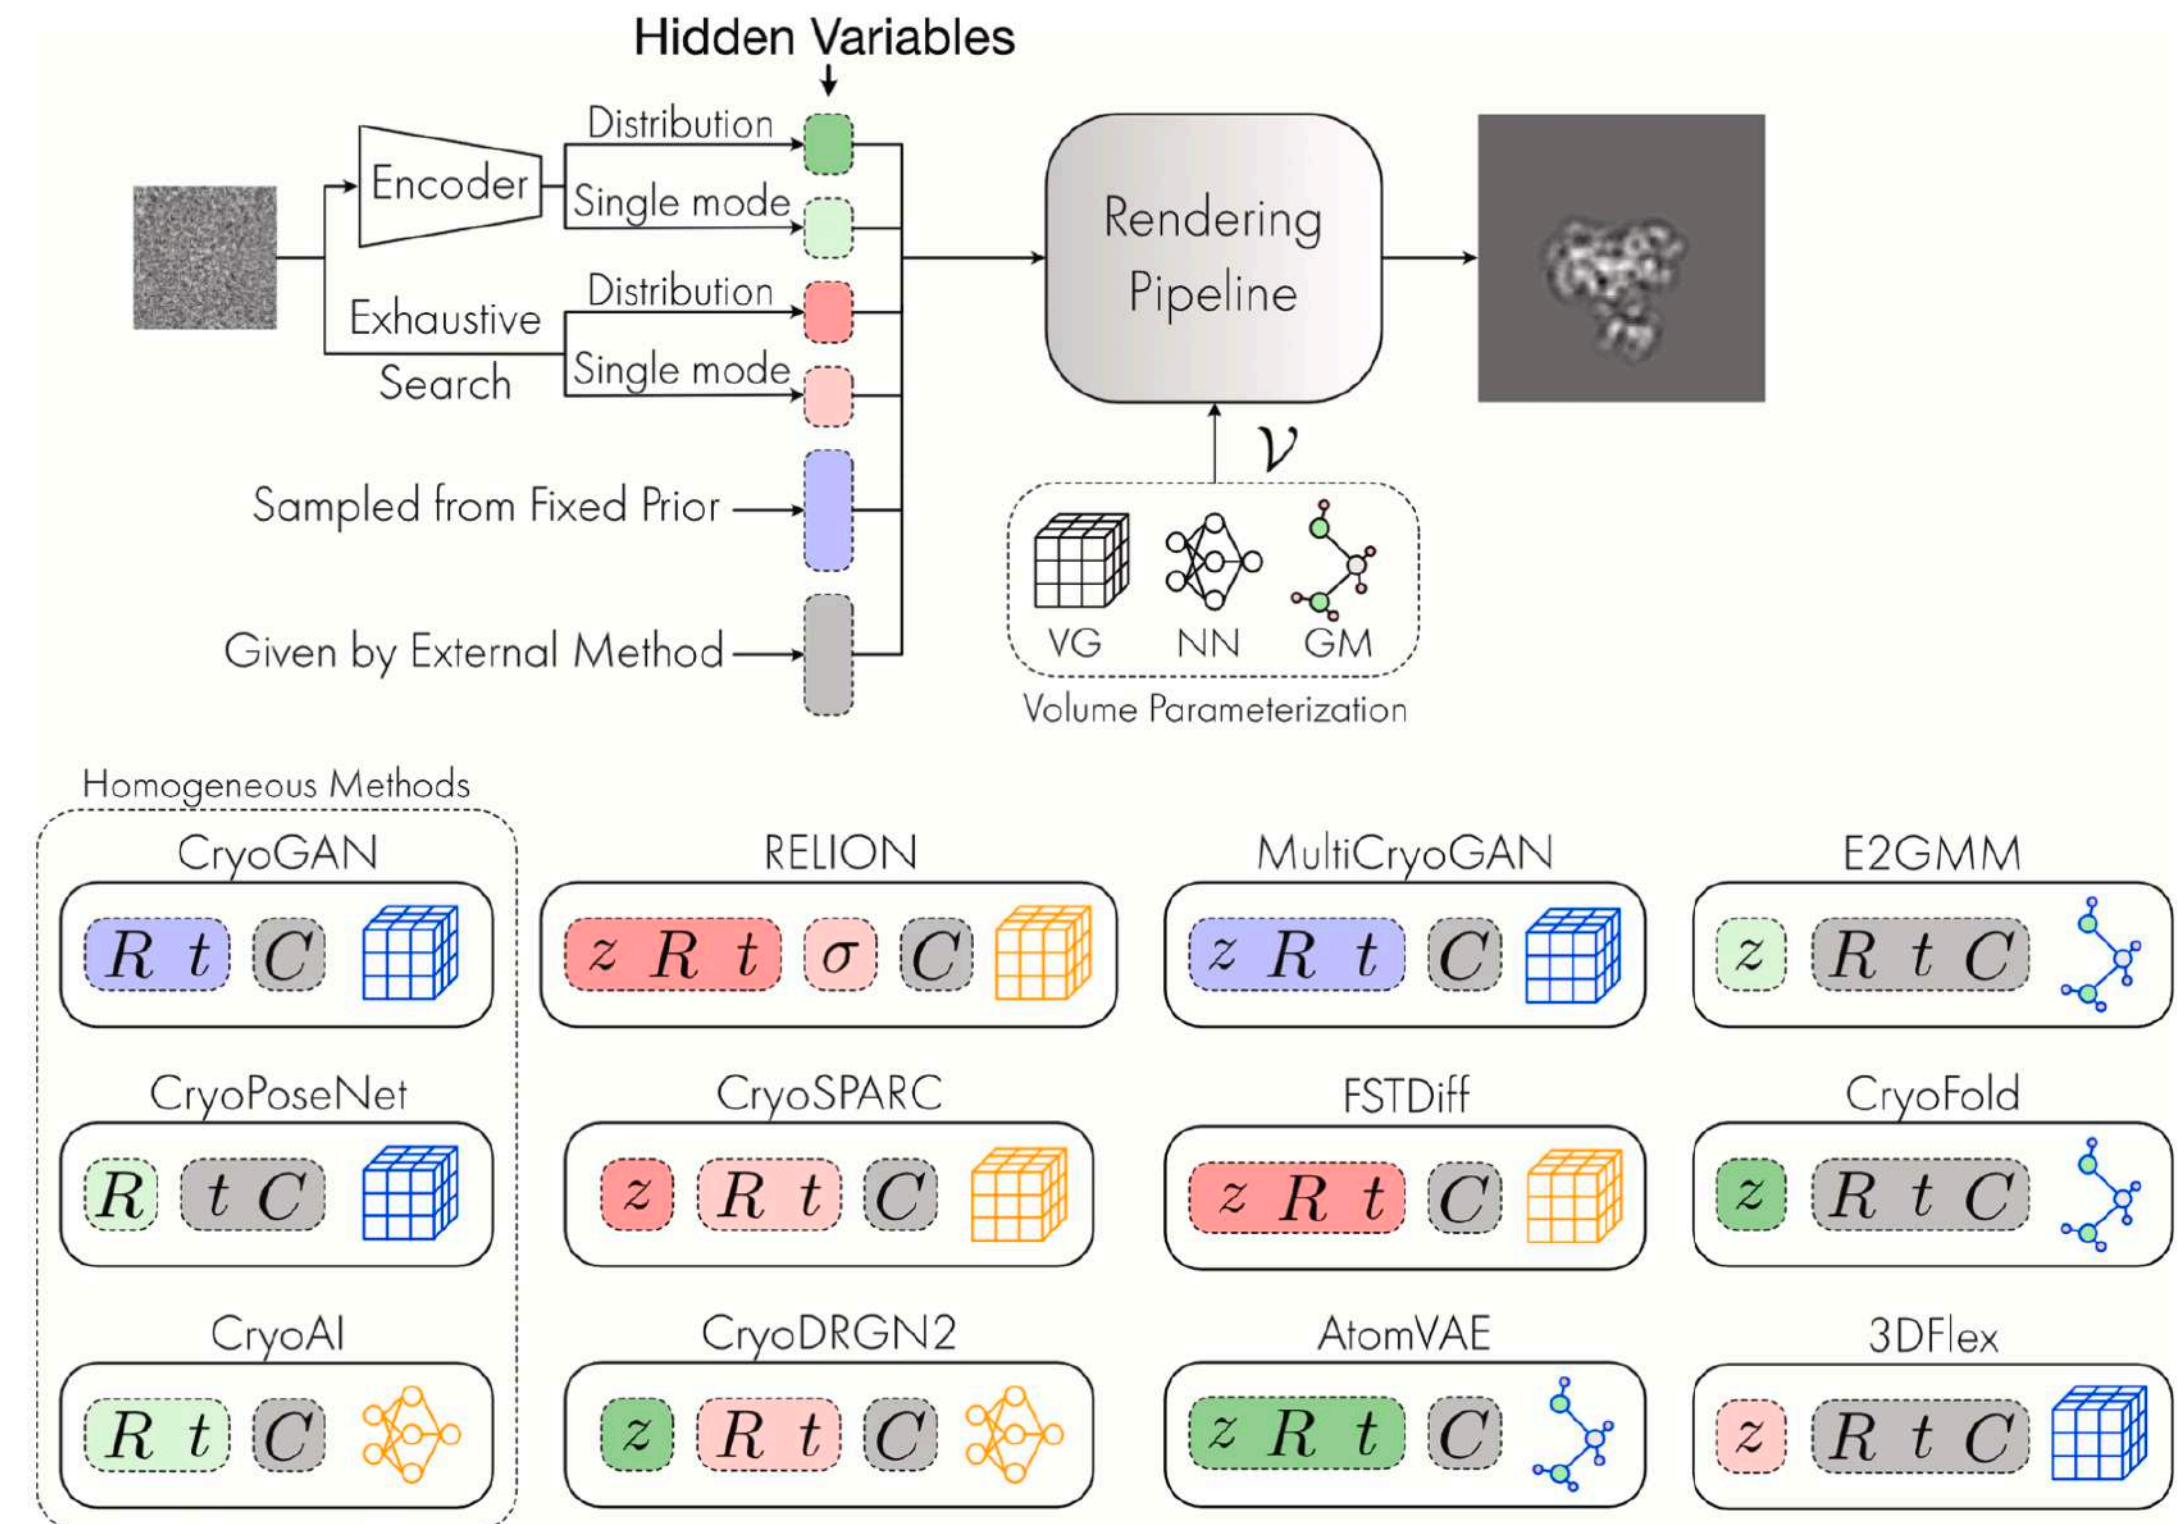 Hidden Variables
Distribution
Encoder
Single mode
Distribution
Exhaustive
Search
Single mode
Sampled from Fixed Prior
Given by External Method
Rendering
Pipeline
𝒱
VG NN GM
Volume Parameterization
Homogeneous Methods
CryoGAN
R t C
CryoPoseNet
R t C
CryoAI
R t C
RELION
z R t σ C
CryoSPARC
z R t C
CryoDRGN2
z R t C
MultiCryoGAN
z R t C
FSTDiff
z R t C
AtomVAE
z R t C
E2GMM
z R t C
CryoFold
z R t C
3DFlex
z R t C